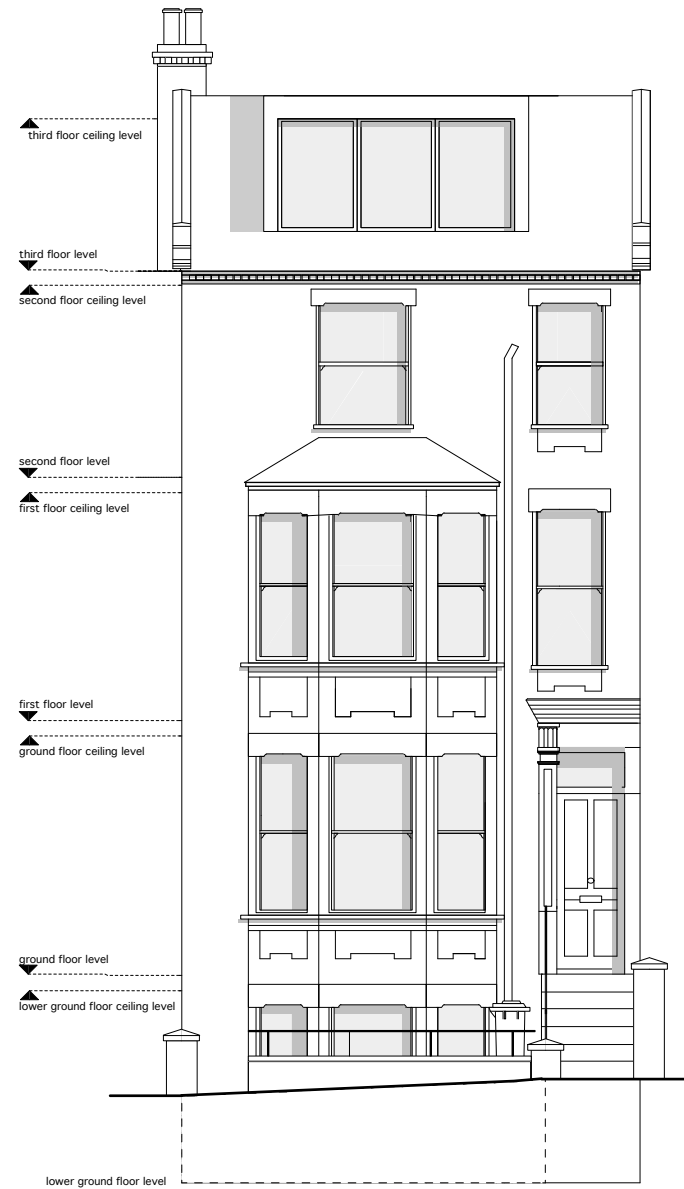 third floor ceiling level
third floor level
second floor ceiling level
second floor level
first floor ceiling level
first floor level
ground floor ceiling level
ground floor level
lower ground floor ceiling level
lower ground floor level